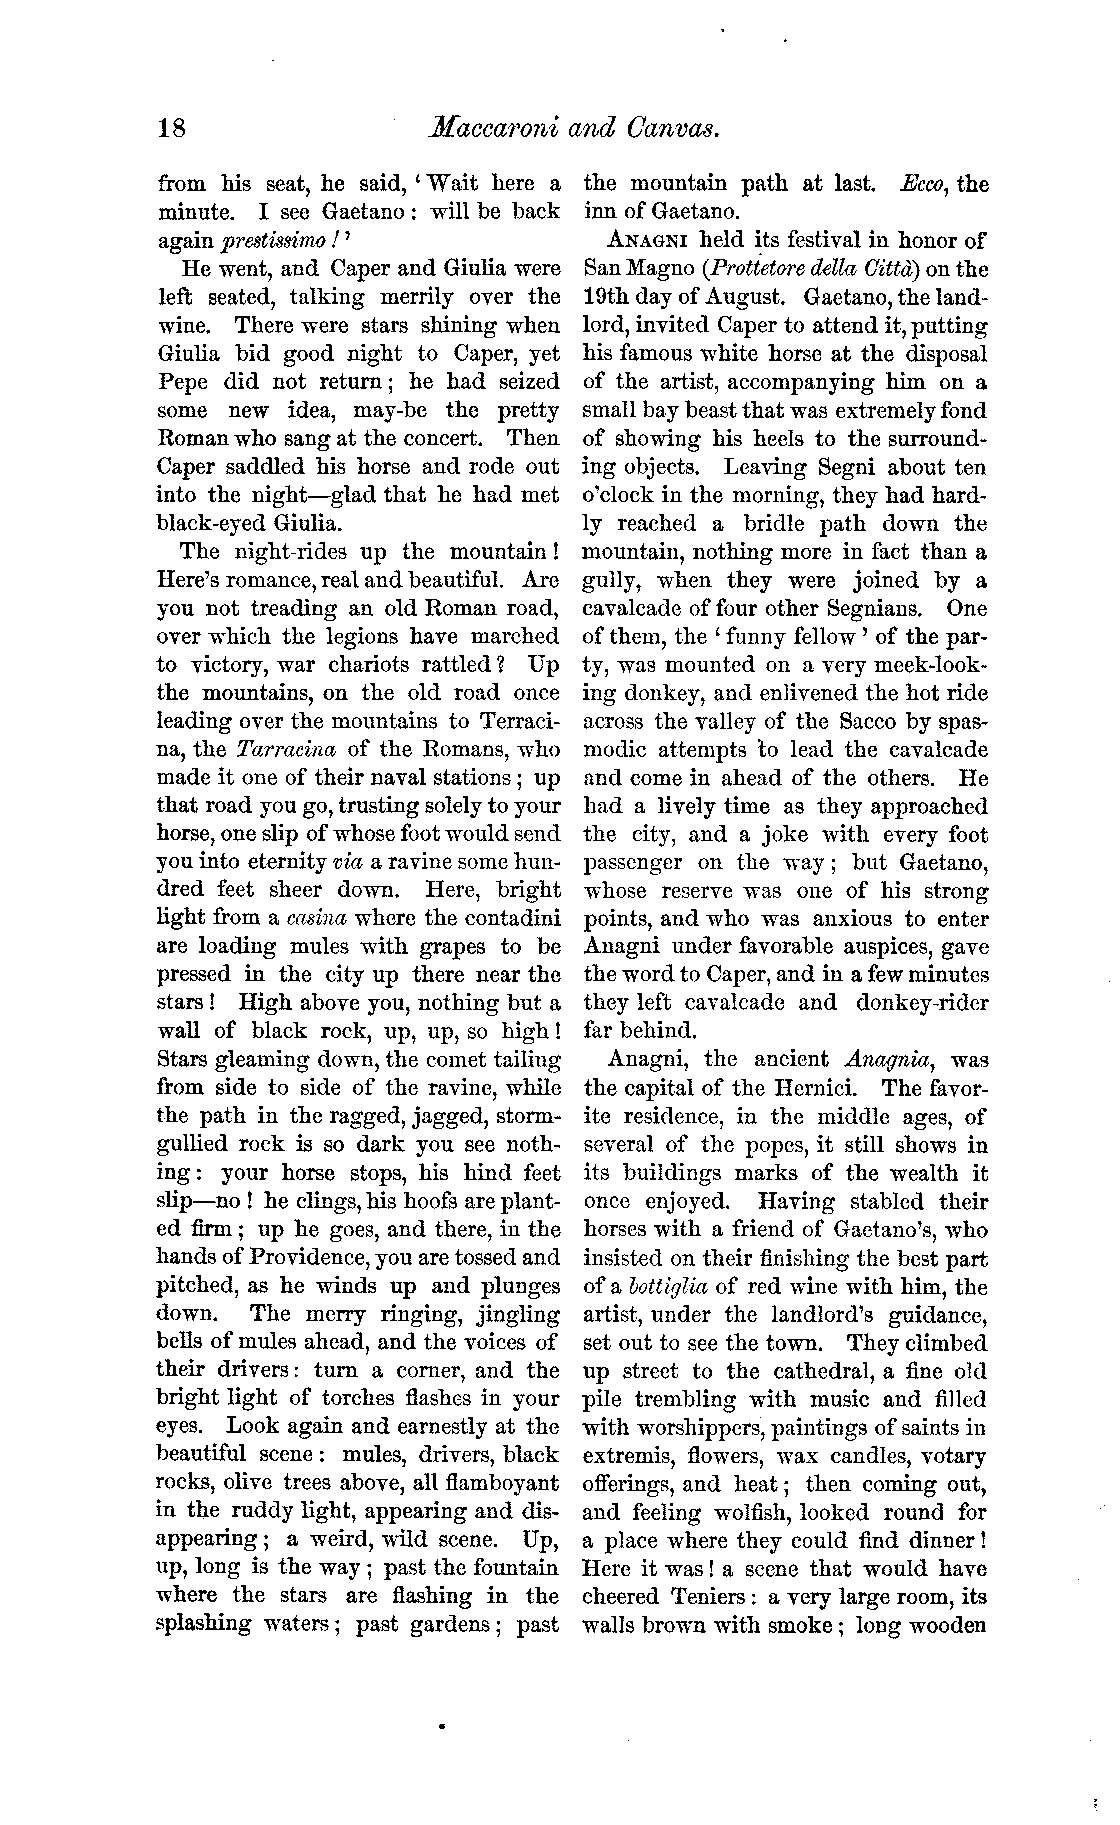 18 Maccaroni and Canvas.
from his seat, he said, ‘Wait here a
minute. I see Gaetano: will be back
again prestissimo!’
He went, and Caper and Giulia were
left seated, talking merrily over the
wine. There were stars shining when
Giulia bid good night to Caper, yet
Pepe did not return; he had seized
some new idea, may-be the pretty
Roman who sang at the concert. Then
Caper saddled his horse and rode out
into the night—glad that he had met
black-eyed Giulia.
The night-rides up the mountain!
Here's romance, real and beautiful. Are
you not treading an old Roman road,
over which the legions have marched
to victory, war chariots rattled? Up
the mountains, on the old road once
leading over the mountains to Terraci-
na, the Tarracina of the Romans, who
made it one of their naval stations; up
that road you go, trusting solely to your
horse, one slip of whose foot would send
you into eternity via a ravine some hun-
dred feet sheer down. Here, bright
light from a casina where the contadini
are loading mules with grapes to be
pressed in the city up there near the
stars! High above you, nothing but a
wall of black rock, up, up, so high!
Stars gleaming down, the comet tailing
from side to side of the ravine, while
the path in the ragged, jagged, storm-
gullied rock is so dark you see noth-
ing: your horse stops, his hind feet
slip—no! he clings, his hoofs are plant-
ed firm; up he goes, and there, in the
hands of Providence, you are tossed and
pitched, as he winds up and plunges
down. The merry ringing, jingling
bells of mules ahead, and the voices of
their drivers: turn a corner, and the
bright light of torches flashes in your
eyes. Look again and earnestly at the
beautiful scene: mules, drivers, black
rocks, olive trees above, all flamboyant
in the ruddy light, appearing and dis-
appearing; a weird, wild scene. Up,
up, long is the way; past the fountain
where the stars are flashing in the
splashing waters; past gardens; past
the mountain path at last. Ecco, the
inn of Gaetano.
ANAGNI held its festival in honor of
San Magno (Prottetore della Città) on the
19th day of August. Gaetano, the land-
lord, invited Caper to attend it, putting
his famous white horse at the disposal
of the artist, accompanying him on a
small bay beast that was extremely fond
of showing his heels to the surround-
ing objects. Leaving Segni about ten
o'clock in the morning, they had hard-
ly reached a bridle path down the
mountain, nothing more in fact than a
gully, when they were joined by a
cavalcade of four other Segnians. One
of them, the ‘funny fellow’ of the par-
ty, was mounted on a very meek-look-
ing donkey, and enlivened the hot ride
across the valley of the Sacco by spas-
modic attempts to lead the cavalcade
and come in ahead of the others. He
had a lively time as they approached
the city, and a joke with every foot
passenger on the way; but Gaetano,
whose reserve was one of his strong
points, and who was anxious to enter
Anagni under favorable auspices, gave
the word to Caper, and in a few minutes
they left cavalcade and donkey-rider
far behind.
Anagni, the ancient Anagnia, was
the capital of the Hernici. The favor-
ite residence, in the middle ages, of
several of the popes, it still shows in
its buildings marks of the wealth it
once enjoyed. Having stabled their
horses with a friend of Gaetano's, who
insisted on their finishing the best part
of a bottiglia of red wine with him, the
artist, under the landlord's guidance,
set out to see the town. They climbed
up street to the cathedral, a fine old
pile trembling with music and filled
with worshippers, paintings of saints in
extremis, flowers, wax candles, votary
offerings, and heat; then coming out,
and feeling wolfish, looked round for
a place where they could find dinner!
Here it was! a scene that would have
cheered Teniers: a very large room, its
walls brown with smoke; long wooden